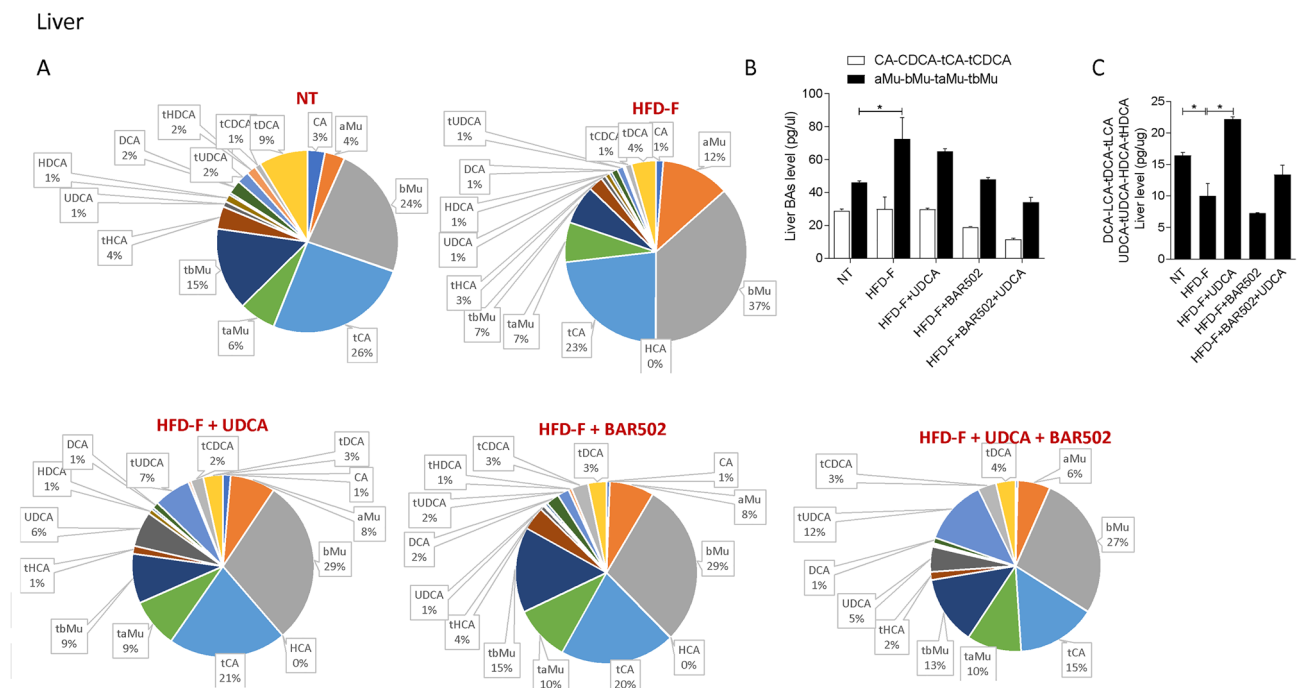 Liver
A
NT
tHDCA
2%
tCDCA
1%
tDCA
9%
CA
3%
aMu
4%
DCA
2%
tUDCA
2%
HDCA
1%
UDCA
1%
tHCA
4%
tbMu
15%
taMu
6%
tCA
26%
bMu
24%
HFD-F
tUDCA
1%
tCDCA
1%
tDCA
4%
CA
1%
aMu
12%
DCA
1%
HDCA
1%
UDCA
1%
tHCA
3%
tbMu
7%
taMu
7%
tCA
23%
HCA
0%
bMu
37%
B
CA-CDCA-tCA-tCDCA
aMu-bMu-taMu-tbMu
Liver BAs level (pg/ul)
100
80
60
40
20
0
*
NT
HFD-F
HFD-F+UDCA
HFD-F+BAR502
HFD-F+BAR502+UDCA
C
DCA-LCA-tDCA-tLCA
UDCA-tUDCA-HDCA-tHDCA
Liver level (pg/ug)
25
20
15
10
5
0
* *
NT
HFD-F
HFD-F+UDCA
HFD-F+BAR502
HFD-F+BAR502+UDCA
HFD-F + UDCA
DCA
1%
tUDCA
7%
tCDCA
2%
tDCA
3%
CA
1%
aMu
8%
HDCA
1%
UDCA
6%
tHCA
1%
tbMu
9%
taMu
9%
tCA
21%
HCA
0%
bMu
29%
HFD-F + BAR502
tCDCA
3%
tDCA
3%
CA
1%
aMu
8%
tHDCA
1%
tUDCA
2%
DCA
2%
UDCA
1%
tHCA
4%
tbMu
15%
taMu
10%
tCA
20%
HCA
0%
bMu
29%
HFD-F + UDCA + BAR502
tCDCA
3%
tDCA
4%
aMu
6%
tUDCA
12%
DCA
1%
UDCA
5%
tHCA
2%
tbMu
13%
taMu
10%
tCA
15%
bMu
27%